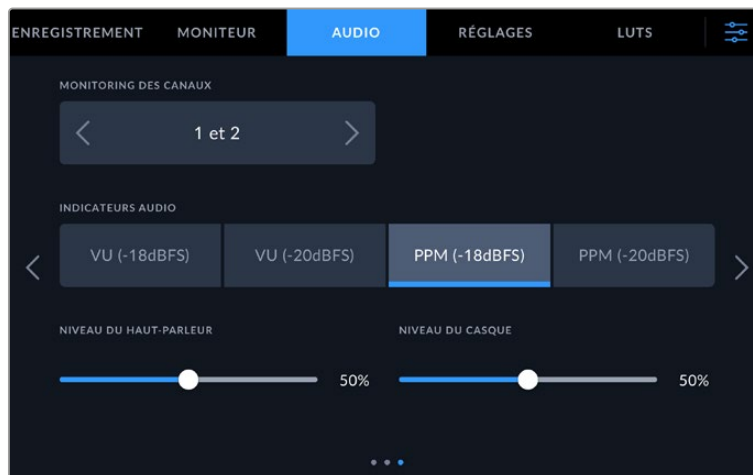 ENREGISTREMENT MONITEUR AUDIO RÉGLAGES LUTS
MONITORING DES CANAUX
1 et 2
INDICATEURS AUDIO
VU (-18dBFS) VU (-20dBFS) PPM (-18dBFS) PPM (-20dBFS)
NIVEAU DU HAUT-PARLEUR NIVEAU DU CASQUE
50% 50%